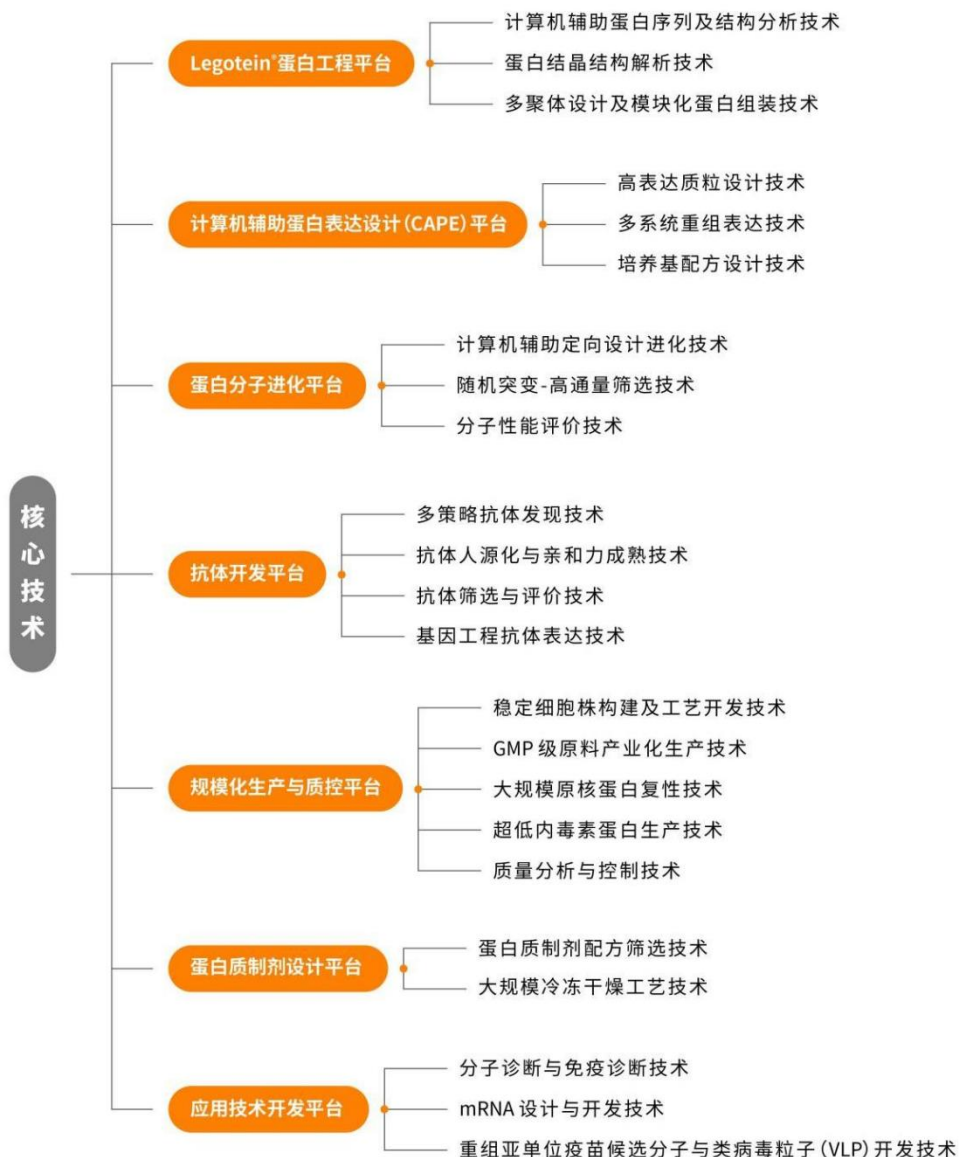 核心技术
Legotein®蛋白工程平台
计算机辅助蛋白序列及结构分析技术
蛋白结晶结构解析技术
多聚体设计及模块化蛋白组装技术
计算机辅助蛋白表达设计(CAPE)平台
高表达质粒设计技术
多系统重组表达技术
培养基配方设计技术
蛋白分子进化平台
计算机辅助定向设计进化技术
随机突变-高通量筛选技术
分子性能评价技术
抗体开发平台
多策略抗体发现技术
抗体人源化与亲和力成熟技术
抗体筛选与评价技术
基因工程抗体表达技术
规模化生产与质控平台
稳定细胞株构建及工艺开发技术
GMP 级原料产业化生产技术
大规模原核蛋白复性技术
超低内毒素蛋白生产技术
质量分析与控制技术
蛋白质制剂设计平台
蛋白质制剂配方筛选技术
大规模冷冻干燥工艺技术
应用技术开发平台
分子诊断与免疫诊断技术
mRNA 设计与开发技术
重组亚单位疫苗候选分子与类病毒粒子(VLP)开发技术